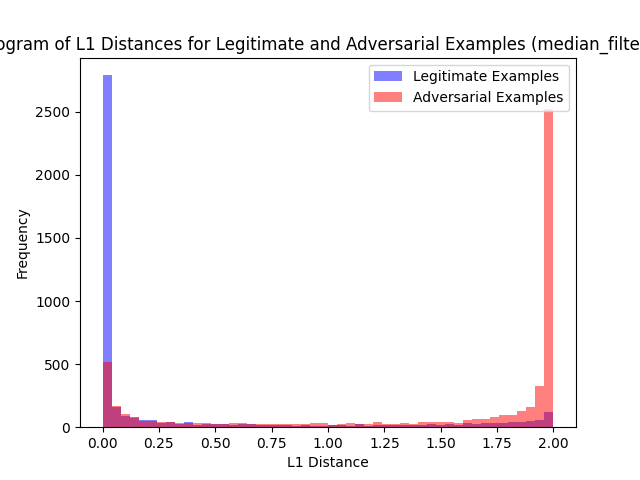 ogram of L1 Distances for Legitimate and Adversarial Examples (median_filte
Legitimate Examples
Adversarial Examples
Frequency
2500
2000
1500
1000
500
0
0.00 0.25 0.50 0.75 1.00 1.25 1.50 1.75 2.00
L1 Distance